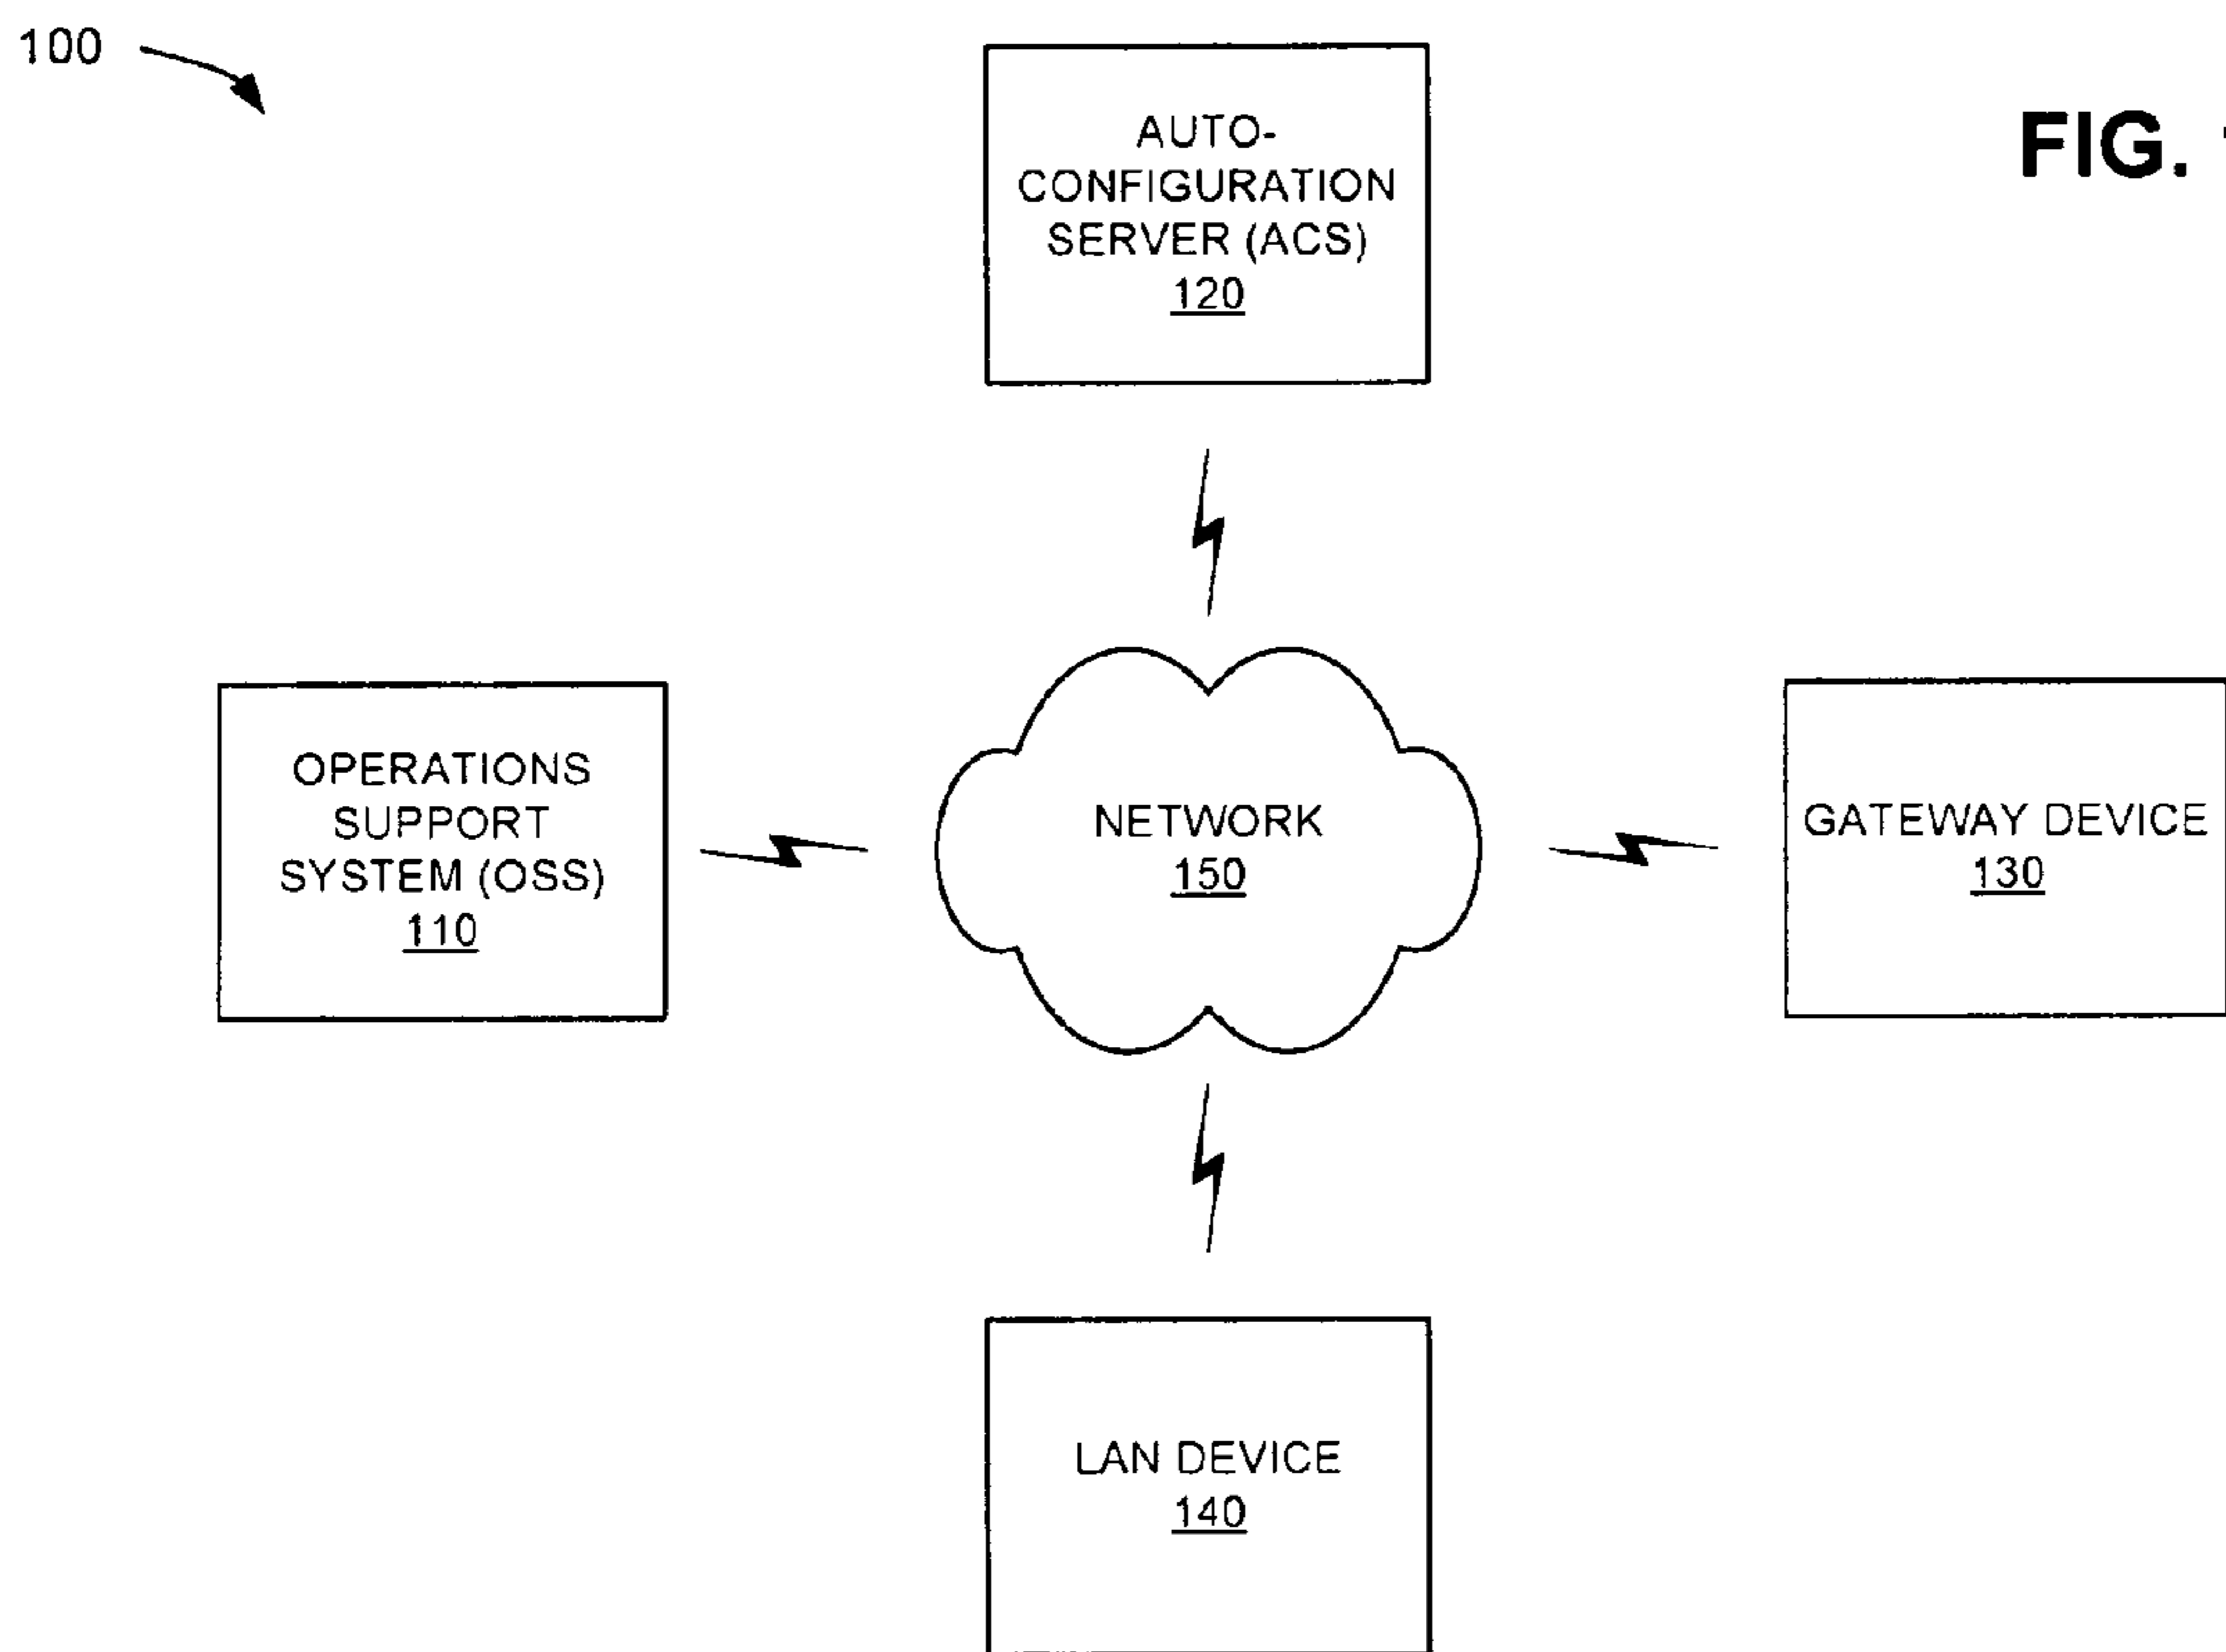 100
FIG.
AUTO-
CONFIGURATION
SERVER (ACS)
120
OPERATIONS
SUPPORT
SYSTEM (OSS)
110
NETWORK
150
GATEWAY DEVICE
130
LAN DEVICE
140